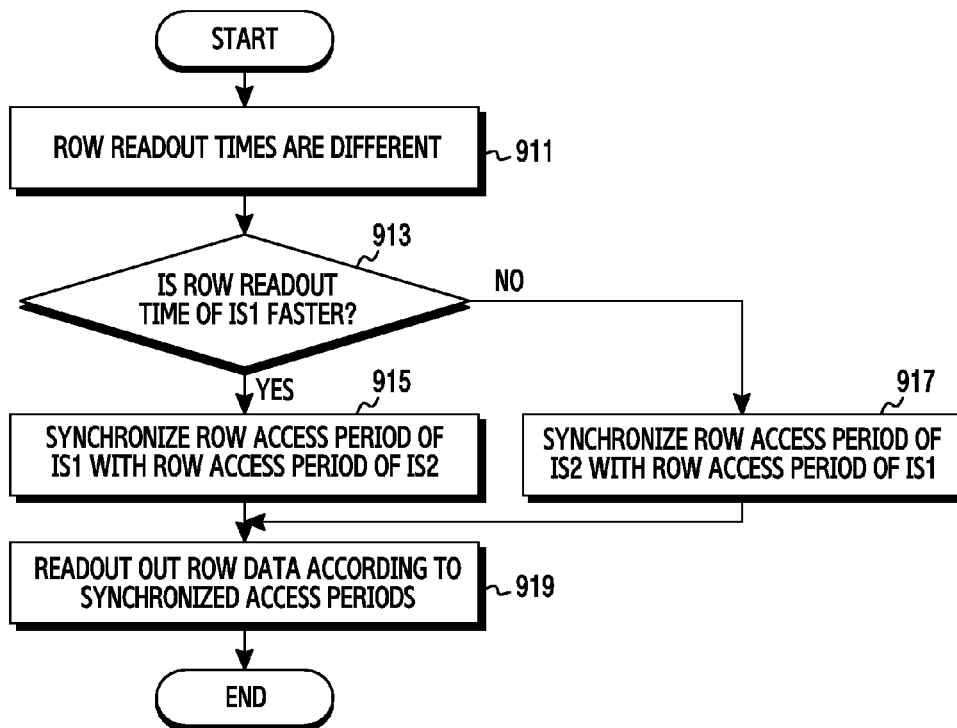 START
ROW READOUT TIMES ARE DIFFERENT
911
913
IS ROW READOUT
TIME OF IS1 FASTER?
NO
YES
915
SYNCHRONIZE ROW ACCESS PERIOD OF
IS1 WITH ROW ACCESS PERIOD OF IS2
917
SYNCHRONIZE ROW ACCESS PERIOD OF
IS2 WITH ROW ACCESS PERIOD OF IS1
READOUT OUT ROW DATA ACCORDING TO
SYNCHRONIZED ACCESS PERIODS
919
END